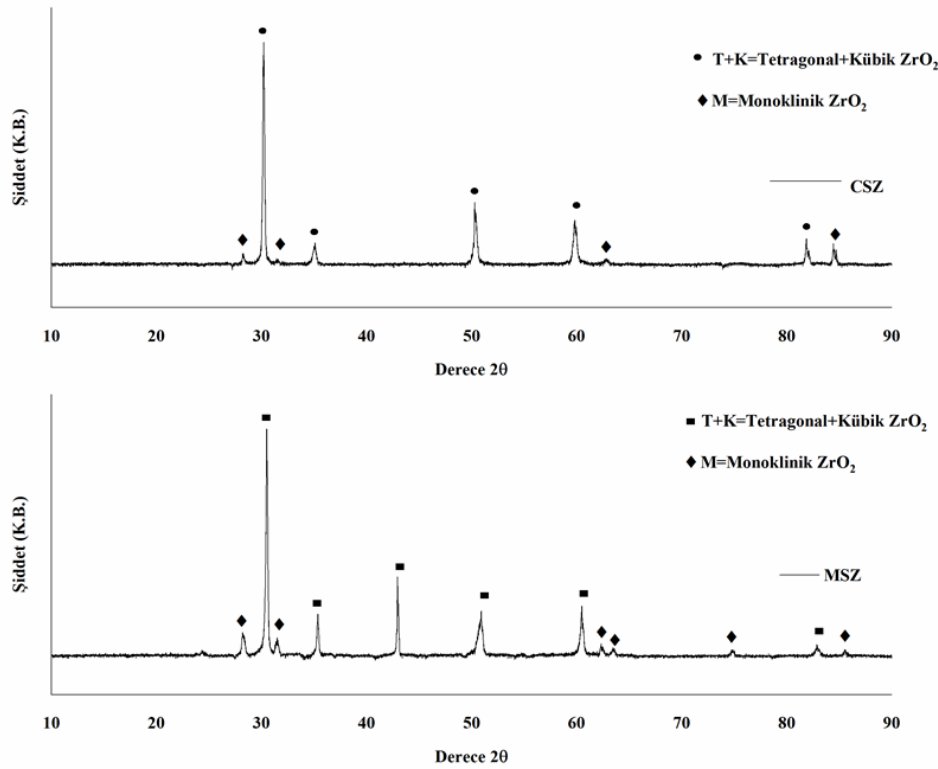 ● T+K=Tetragonal+Kübik ZrO₂
◆ M=Monoklinik ZrO₂
CSZ
Şiddet (K.B.)
10 20 30 40 50 60 70 80 90
Derece 2θ
■ T+K=Tetragonal+Kübik ZrO₂
◆ M=Monoklinik ZrO₂
MSZ
Şiddet (K.B.)
10 20 30 40 50 60 70 80 90
Derece 2θ